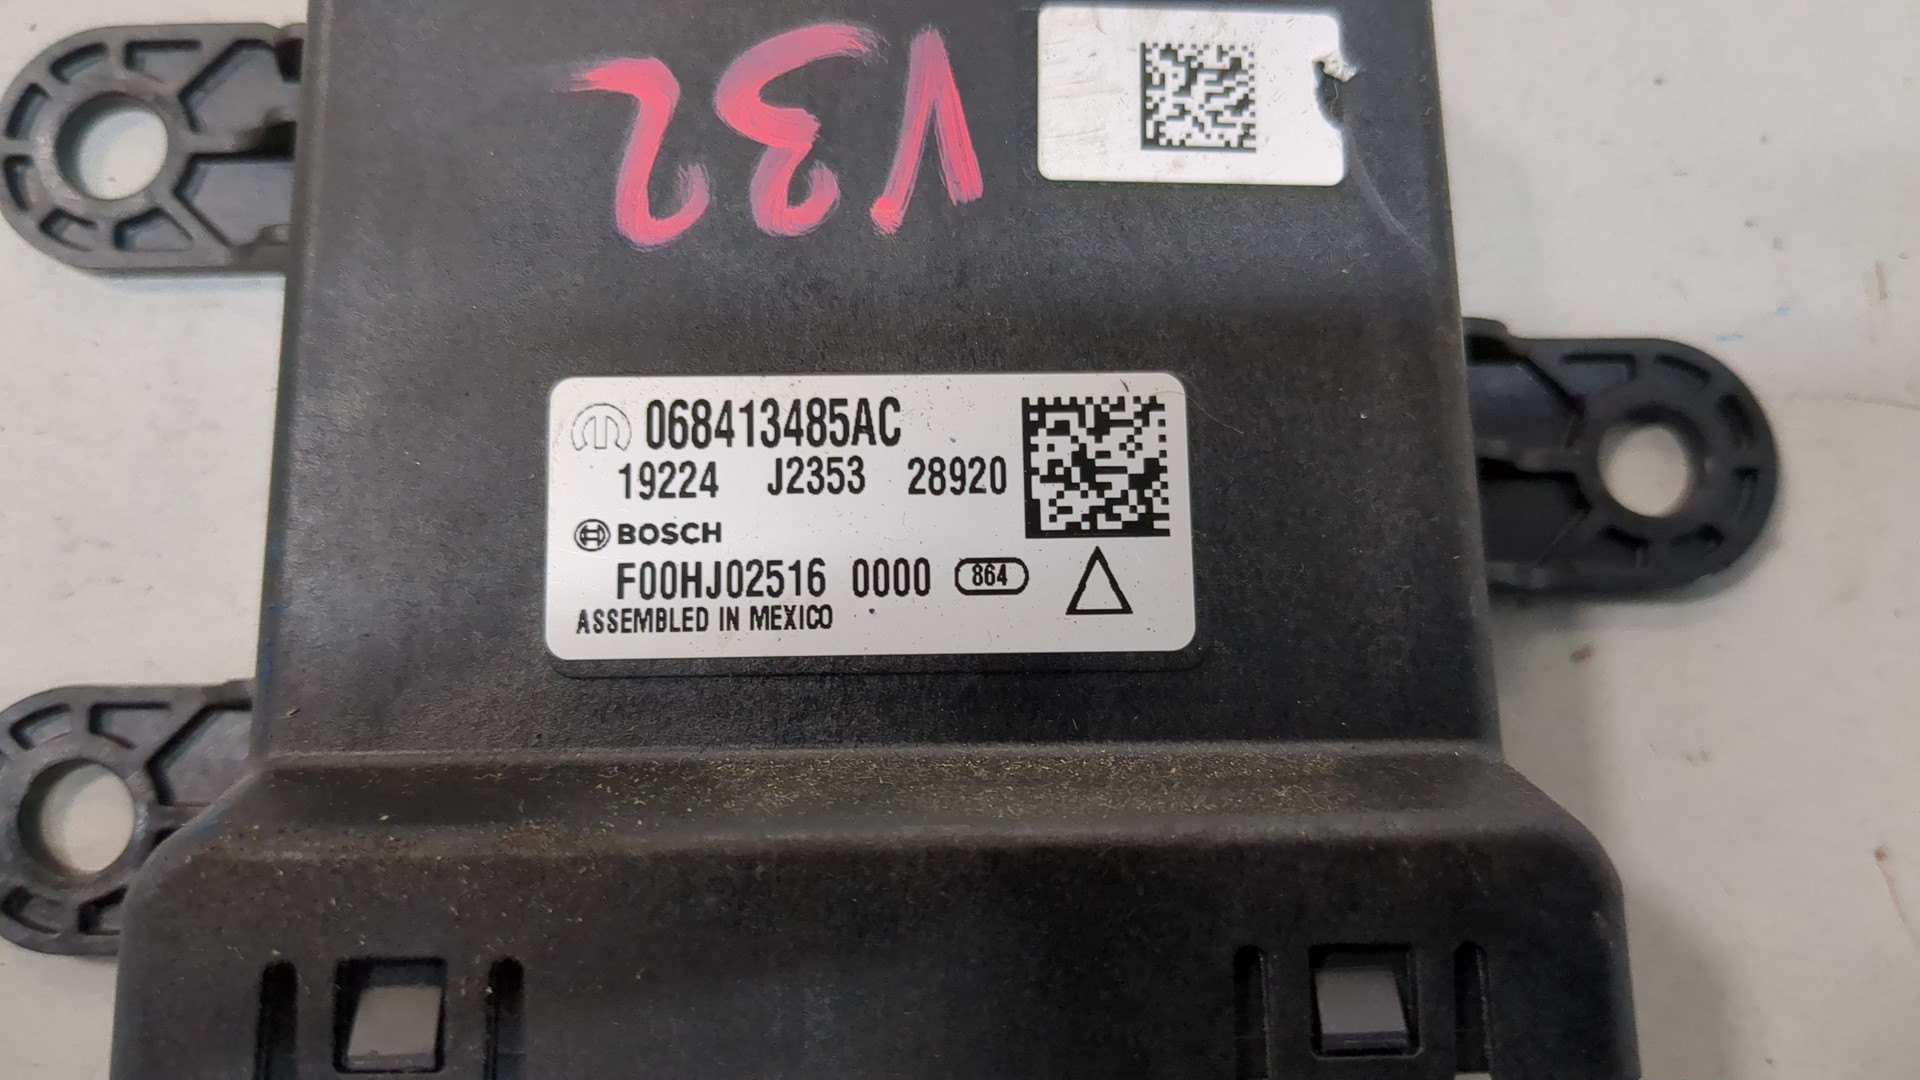 V32
068413485AC
19224 J2353 28920
BOSCH
F00HJ02516 0000 864
ASSEMBLED IN MEXICO